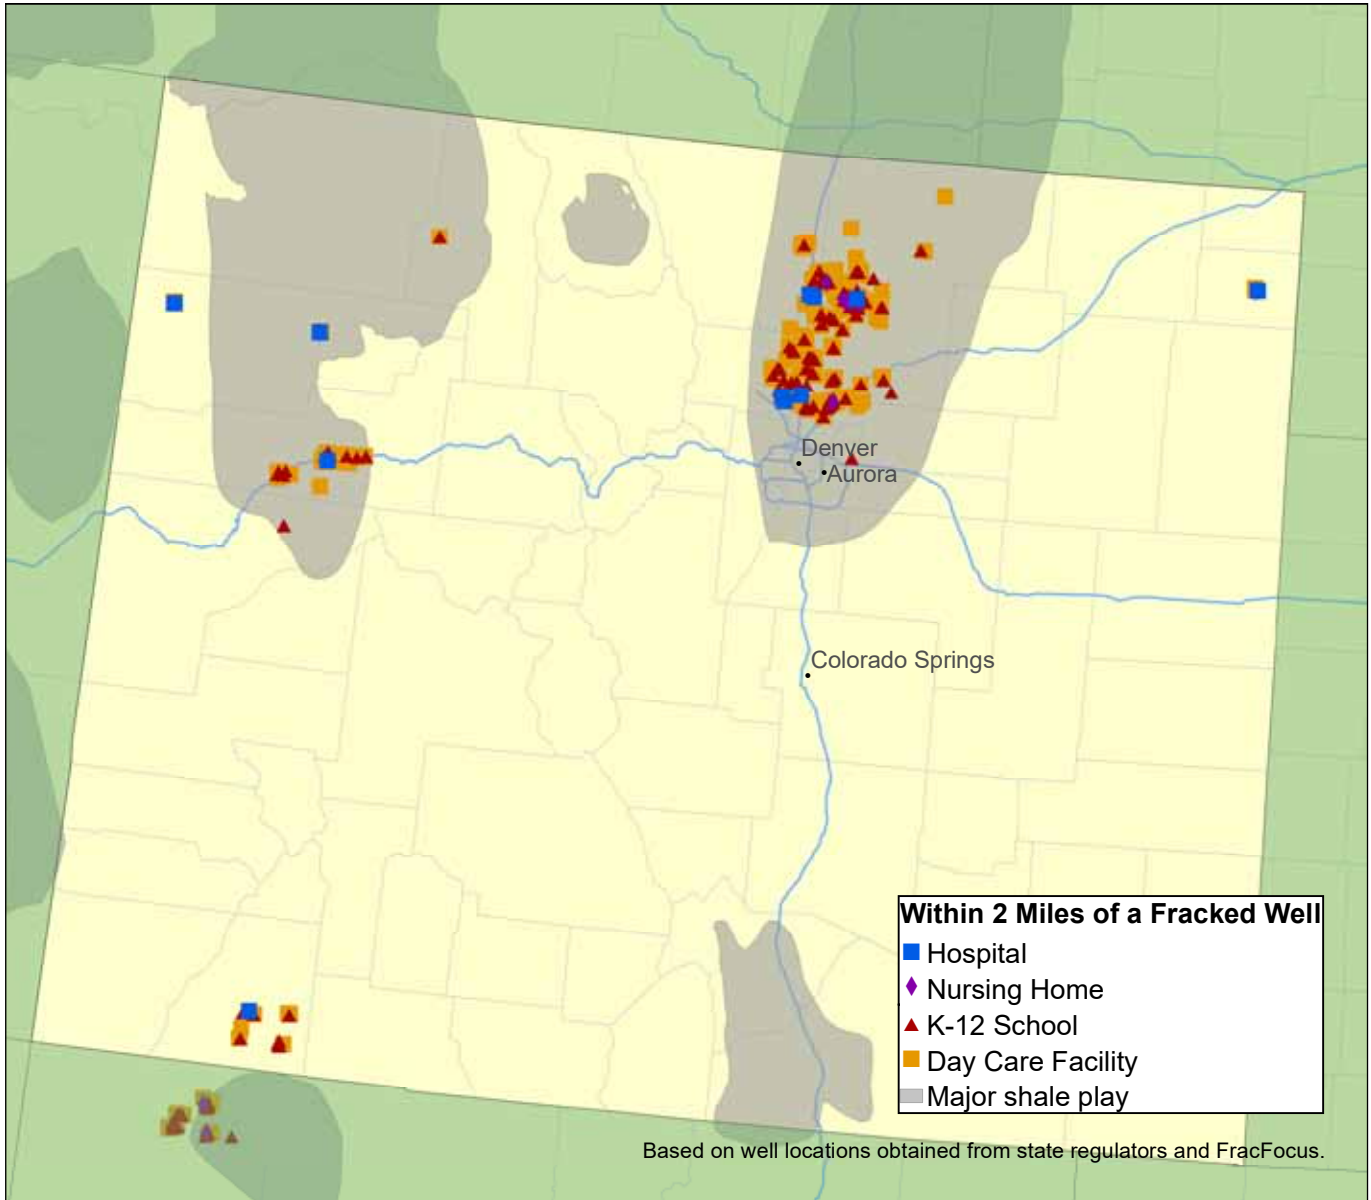 Denver
Aurora
Colorado Springs
Within 2 Miles of a Fracked Well
Hospital
Nursing Home
K-12 School
Day Care Facility
Major shale play
Based on well locations obtained from state regulators and FracFocus.